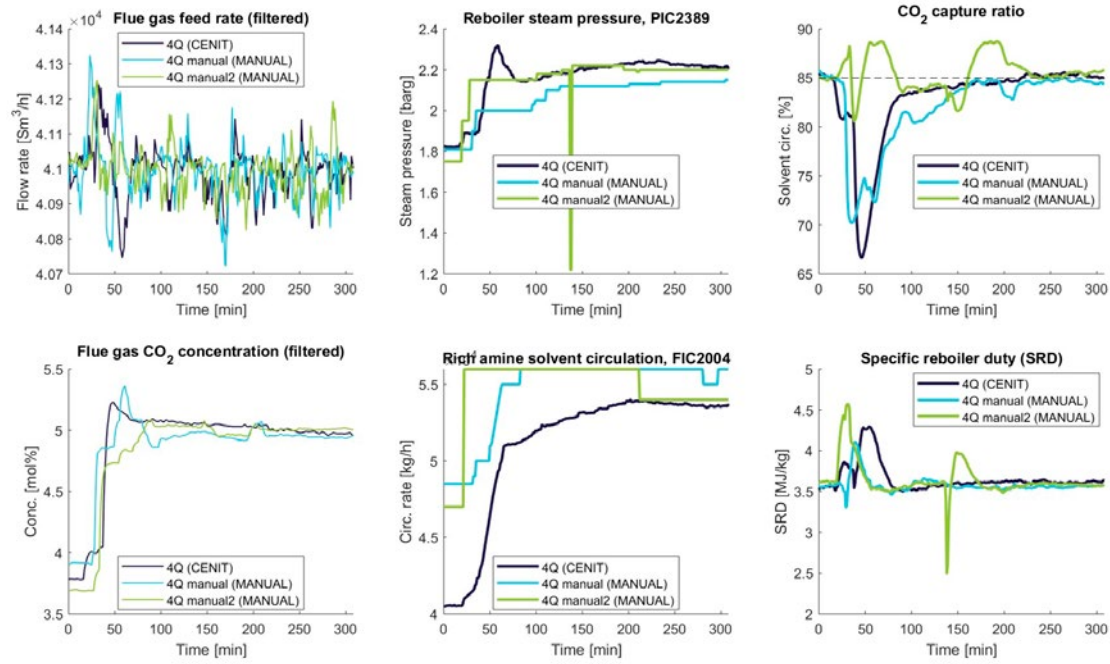 Flue gas feed rate (filtered)
×10⁴
4.14
4.13
4.12
4.11
4.1
4.09
4.08
4.07
Flow rate [Sm³/h]
4Q (CENIT)
4Q manual (MANUAL)
4Q manual2 (MANUAL)
0 50 100 150 200 250 300
Time [min]
Reboiler steam pressure, PIC2389
2.4
2.2
2
1.8
1.6
1.4
1.2
Steam pressure [barg]
4Q (CENIT)
4Q manual (MANUAL)
4Q manual2 (MANUAL)
0 50 100 150 200 250 300
Time [min]
CO₂ capture ratio
90
85
80
75
70
65
Solvent circ. [%]
4Q (CENIT)
4Q manual (MANUAL)
4Q manual2 (MANUAL)
0 50 100 150 200 250 300
Time [min]
Flue gas CO₂ concentration (filtered)
5.5
5
4.5
4
3.5
Conc. [mol%]
4Q (CENIT)
4Q manual (MANUAL)
4Q manual2 (MANUAL)
0 50 100 150 200 250 300
Time [min]
Rich amine solvent circulation, FIC2004
5.5
5
4
Circ. rate [kg/h]
4Q (CENIT)
4Q manual (MANUAL)
4Q manual2 (MANUAL)
0 50 100 150 200 250 300
Time [min]
Specific reboiler duty (SRD)
5
4.5
4
3.5
3
2.5
2
SRD [MJ/kg]
4Q (CENIT)
4Q manual (MANUAL)
4Q manual2 (MANUAL)
0 50 100 150 200 250 300
Time [min]